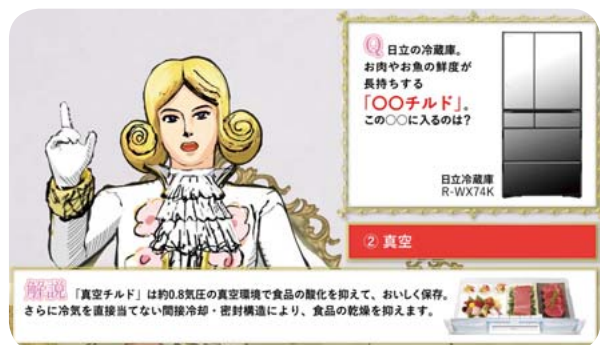 Q 日立の冷蔵庫。
お肉やお魚の鮮度が
長持ちする
「〇〇チルド」。
この〇〇に入るのは?
日立冷蔵庫
R-WX74K
② 真空
解説 「真空チルド」は約0.8気圧の真空環境で食品の酸化を抑えて、おいしく保存。
さらに冷気を直接当てない間接冷却・密封構造により、食品の乾燥を抑えます。